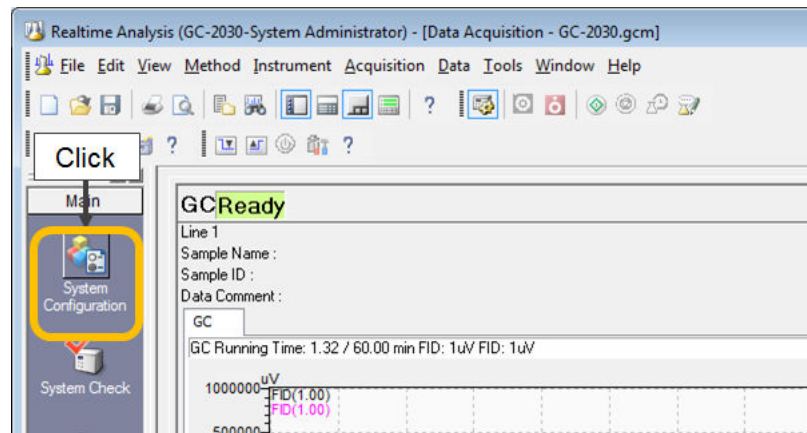 Realtime Analysis (GC-2030-System Administrator) - [Data Acquisition - GC-2030.gcm]
File Edit View Method Instrument Acquisition Data Tools Window Help
?
? ?
Click
Main
GCReady
Line 1
Sample Name :
Sample ID :
Data Comment :
GC
GC Running Time: 1.32 / 60.00 min FID: 1uV FID: 1uV
System
Configuration
System Check
uV
1000000
FID(1.00)
FID(1.00)
500000